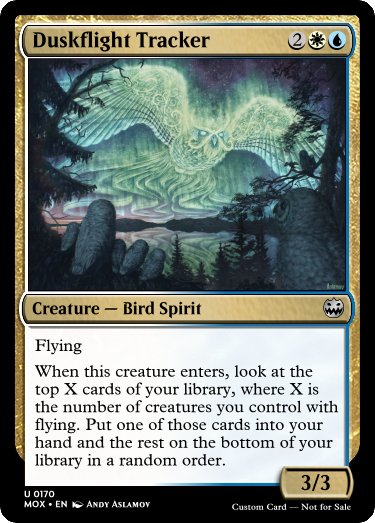 Duskflight Tracker 2
Creature — Bird Spirit
Flying
When this creature enters, look at the
top X cards of your library, where X is
the number of creatures you control with
flying. Put one of those cards into your
hand and the rest on the bottom of your
library in a random order.
3/3
U 0170
MOX • EN Andy Aslamov
Custom Card — Not for Sale